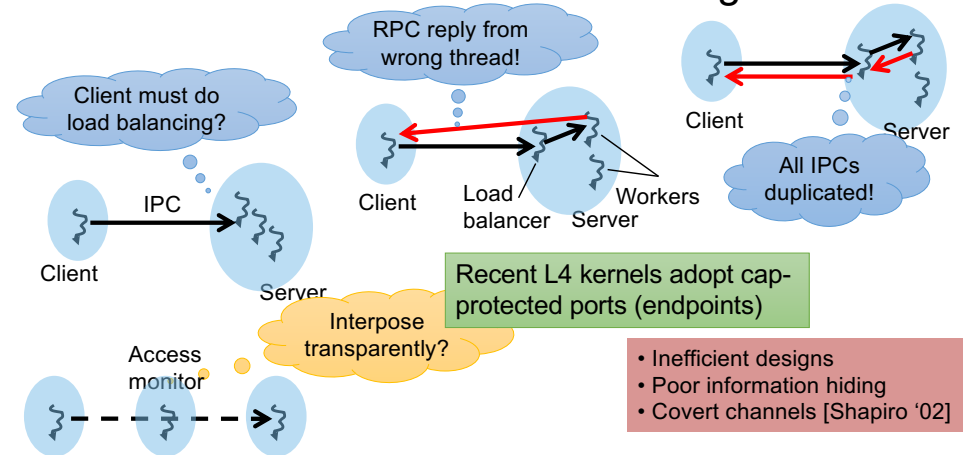 RPC reply from
wrong thread!
Client must do
load balancing?
Client
Server
All IPCs
duplicated!
Client
Load
balancer
Workers
Server
IPC
Client
Server
Recent L4 kernels adopt cap-
protected ports (endpoints)
Interpose
transparently?
Access
monitor
• Inefficient designs
• Poor information hiding
• Covert channels [Shapiro ‘02]